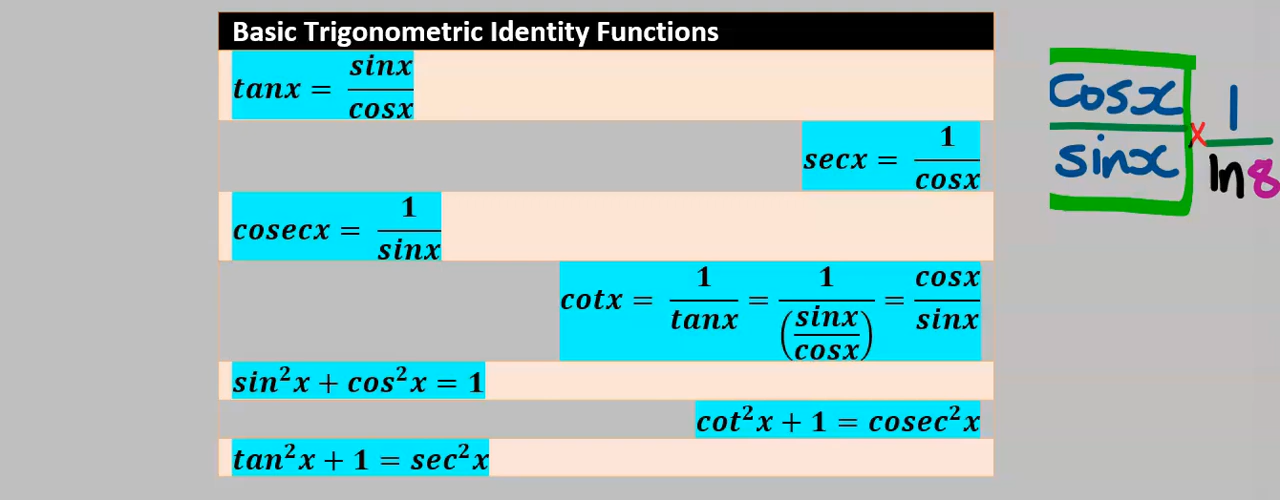 Basic Trigonometric Identity Functions
tanx = sinx/cosx
secx = 1/cosx
cosecx = 1/sinx
cotx = 1/tanx = 1/(sinx/cosx) = cosx/sinx
sin²x + cos²x = 1
cot²x + 1 = cosec²x
tan²x + 1 = sec²x
cosx/sinx × 1/ln8